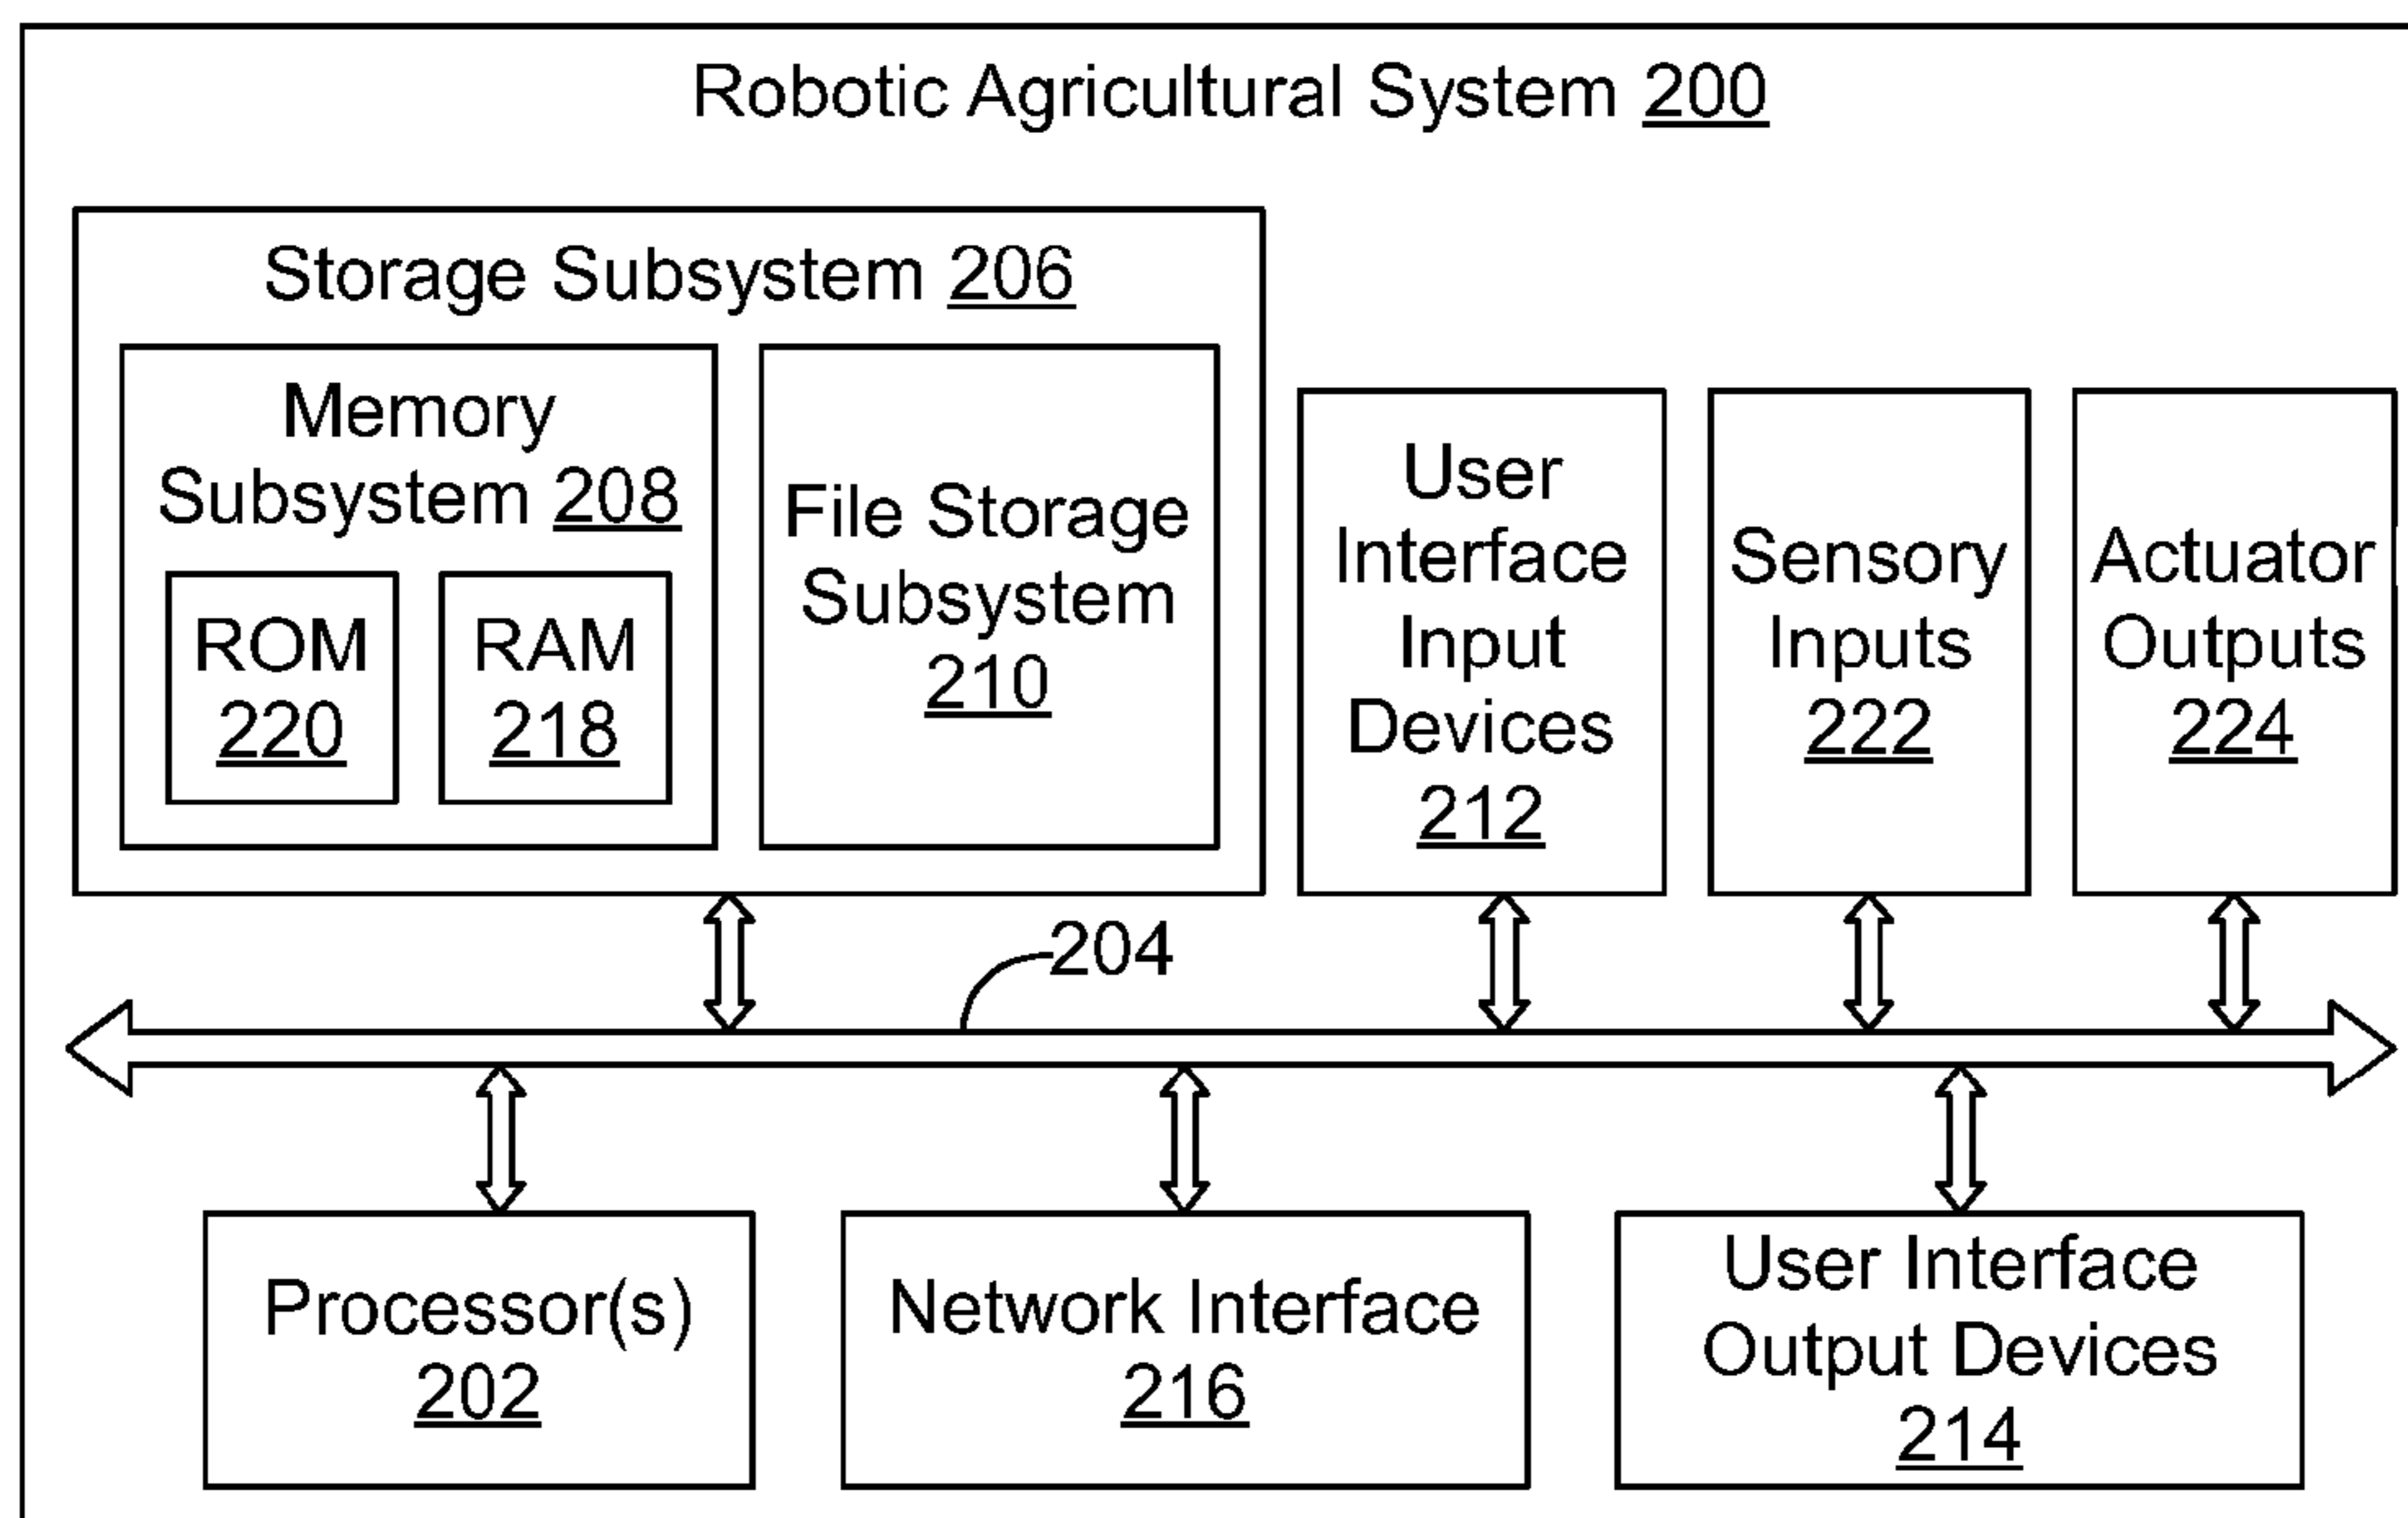 Robotic Agricultural System 200
Storage Subsystem 206
Memory
Subsystem 208
ROM
220
RAM
218
File Storage
Subsystem
210
User
Interface
Input
Devices
212
Sensory
Inputs
222
Actuator
Outputs
224
204
Processor(s)
202
Network Interface
216
User Interface
Output Devices
214